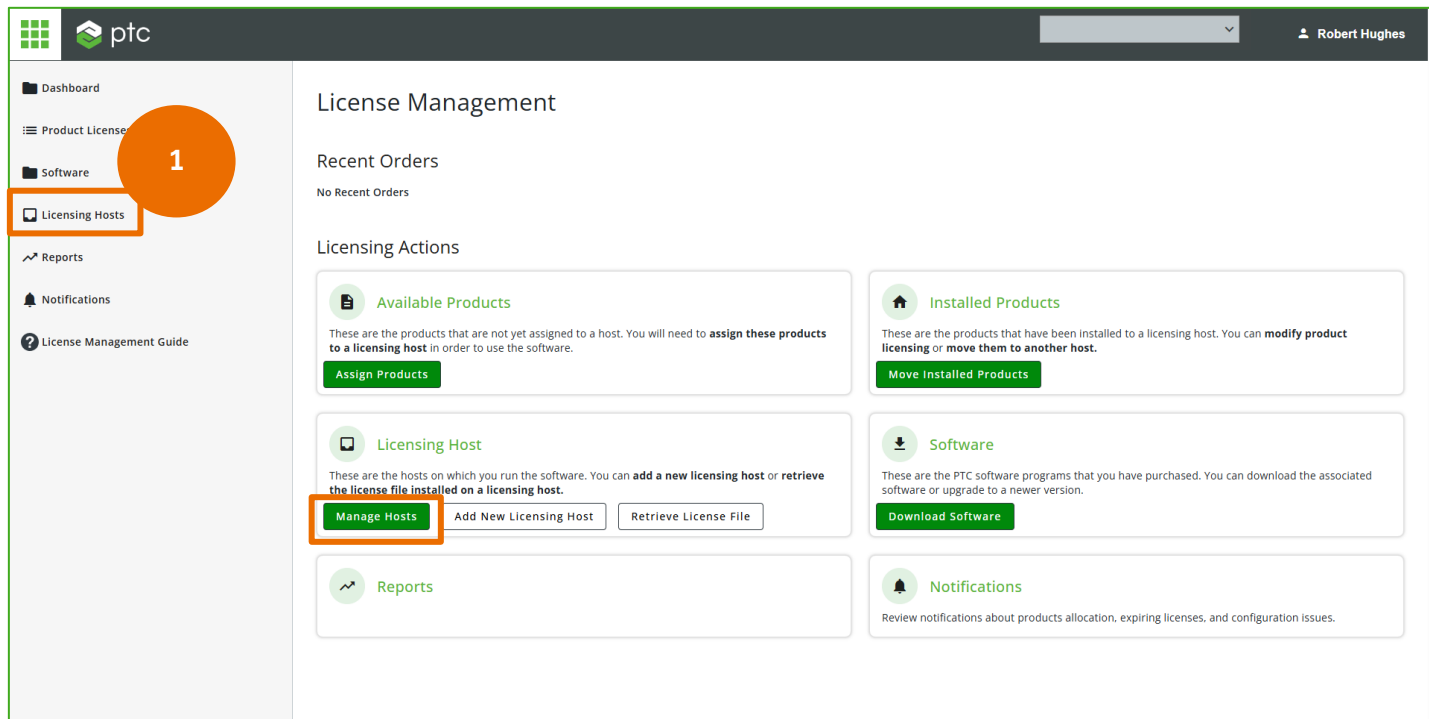 ptc
Robert Hughes
Dashboard
Product Licenses
1
Software
Licensing Hosts
Reports
Notifications
License Management Guide
License Management
Recent Orders
No Recent Orders
Licensing Actions
Available Products
These are the products that are not yet assigned to a host. You will need to assign these products
to a licensing host in order to use the software.
Assign Products
Installed Products
These are the products that have been installed to a licensing host. You can modify product
licensing or move them to another host.
Move Installed Products
Licensing Host
These are the hosts on which you run the software. You can add a new licensing host or retrieve
the license file installed on a licensing host.
Manage Hosts
Add New Licensing Host
Retrieve License File
Software
These are the PTC software programs that you have purchased. You can download the associated
software or upgrade to a newer version.
Download Software
Reports
Notifications
Review notifications about products allocation, expiring licenses, and configuration issues.